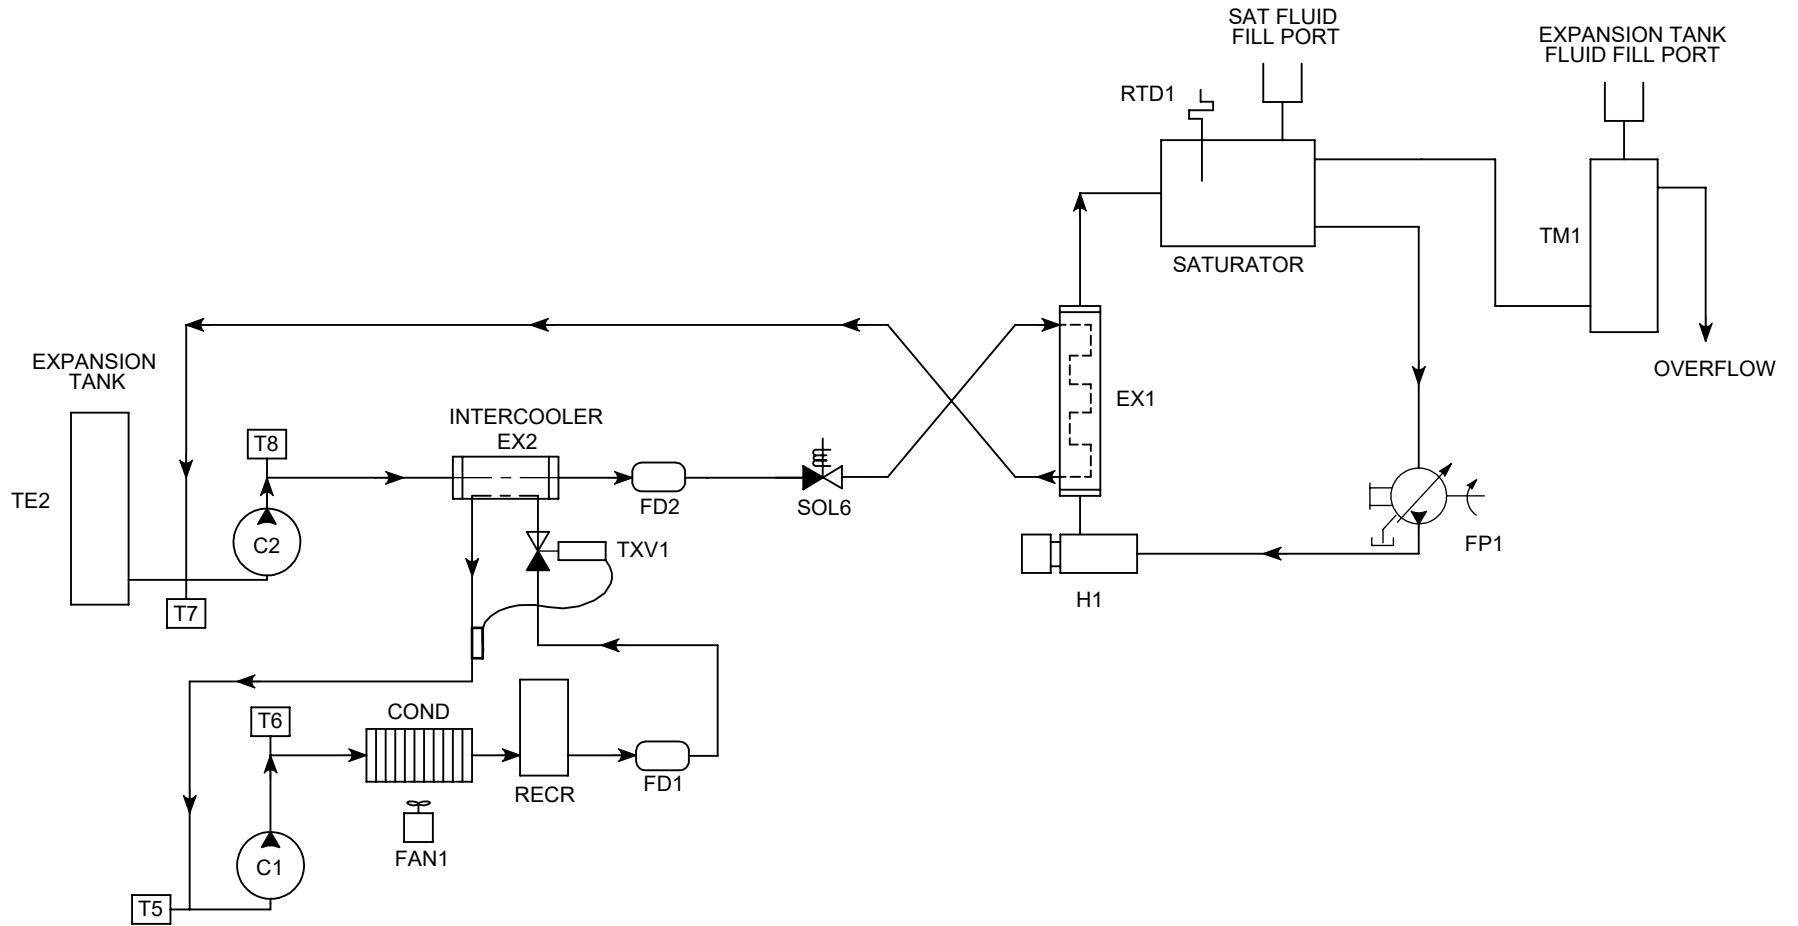 SAT FLUID
FILL PORT
EXPANSION TANK
FLUID FILL PORT
RTD1
TM1
SATURATOR
OVERFLOW
EXPANSION
TANK
INTERCOOLER
EX2
EX1
T8
TE2
C2
FD2
SOL6
TXV1
FP1
T7
H1
T6
COND
RECR
FD1
FAN1
C1
T5